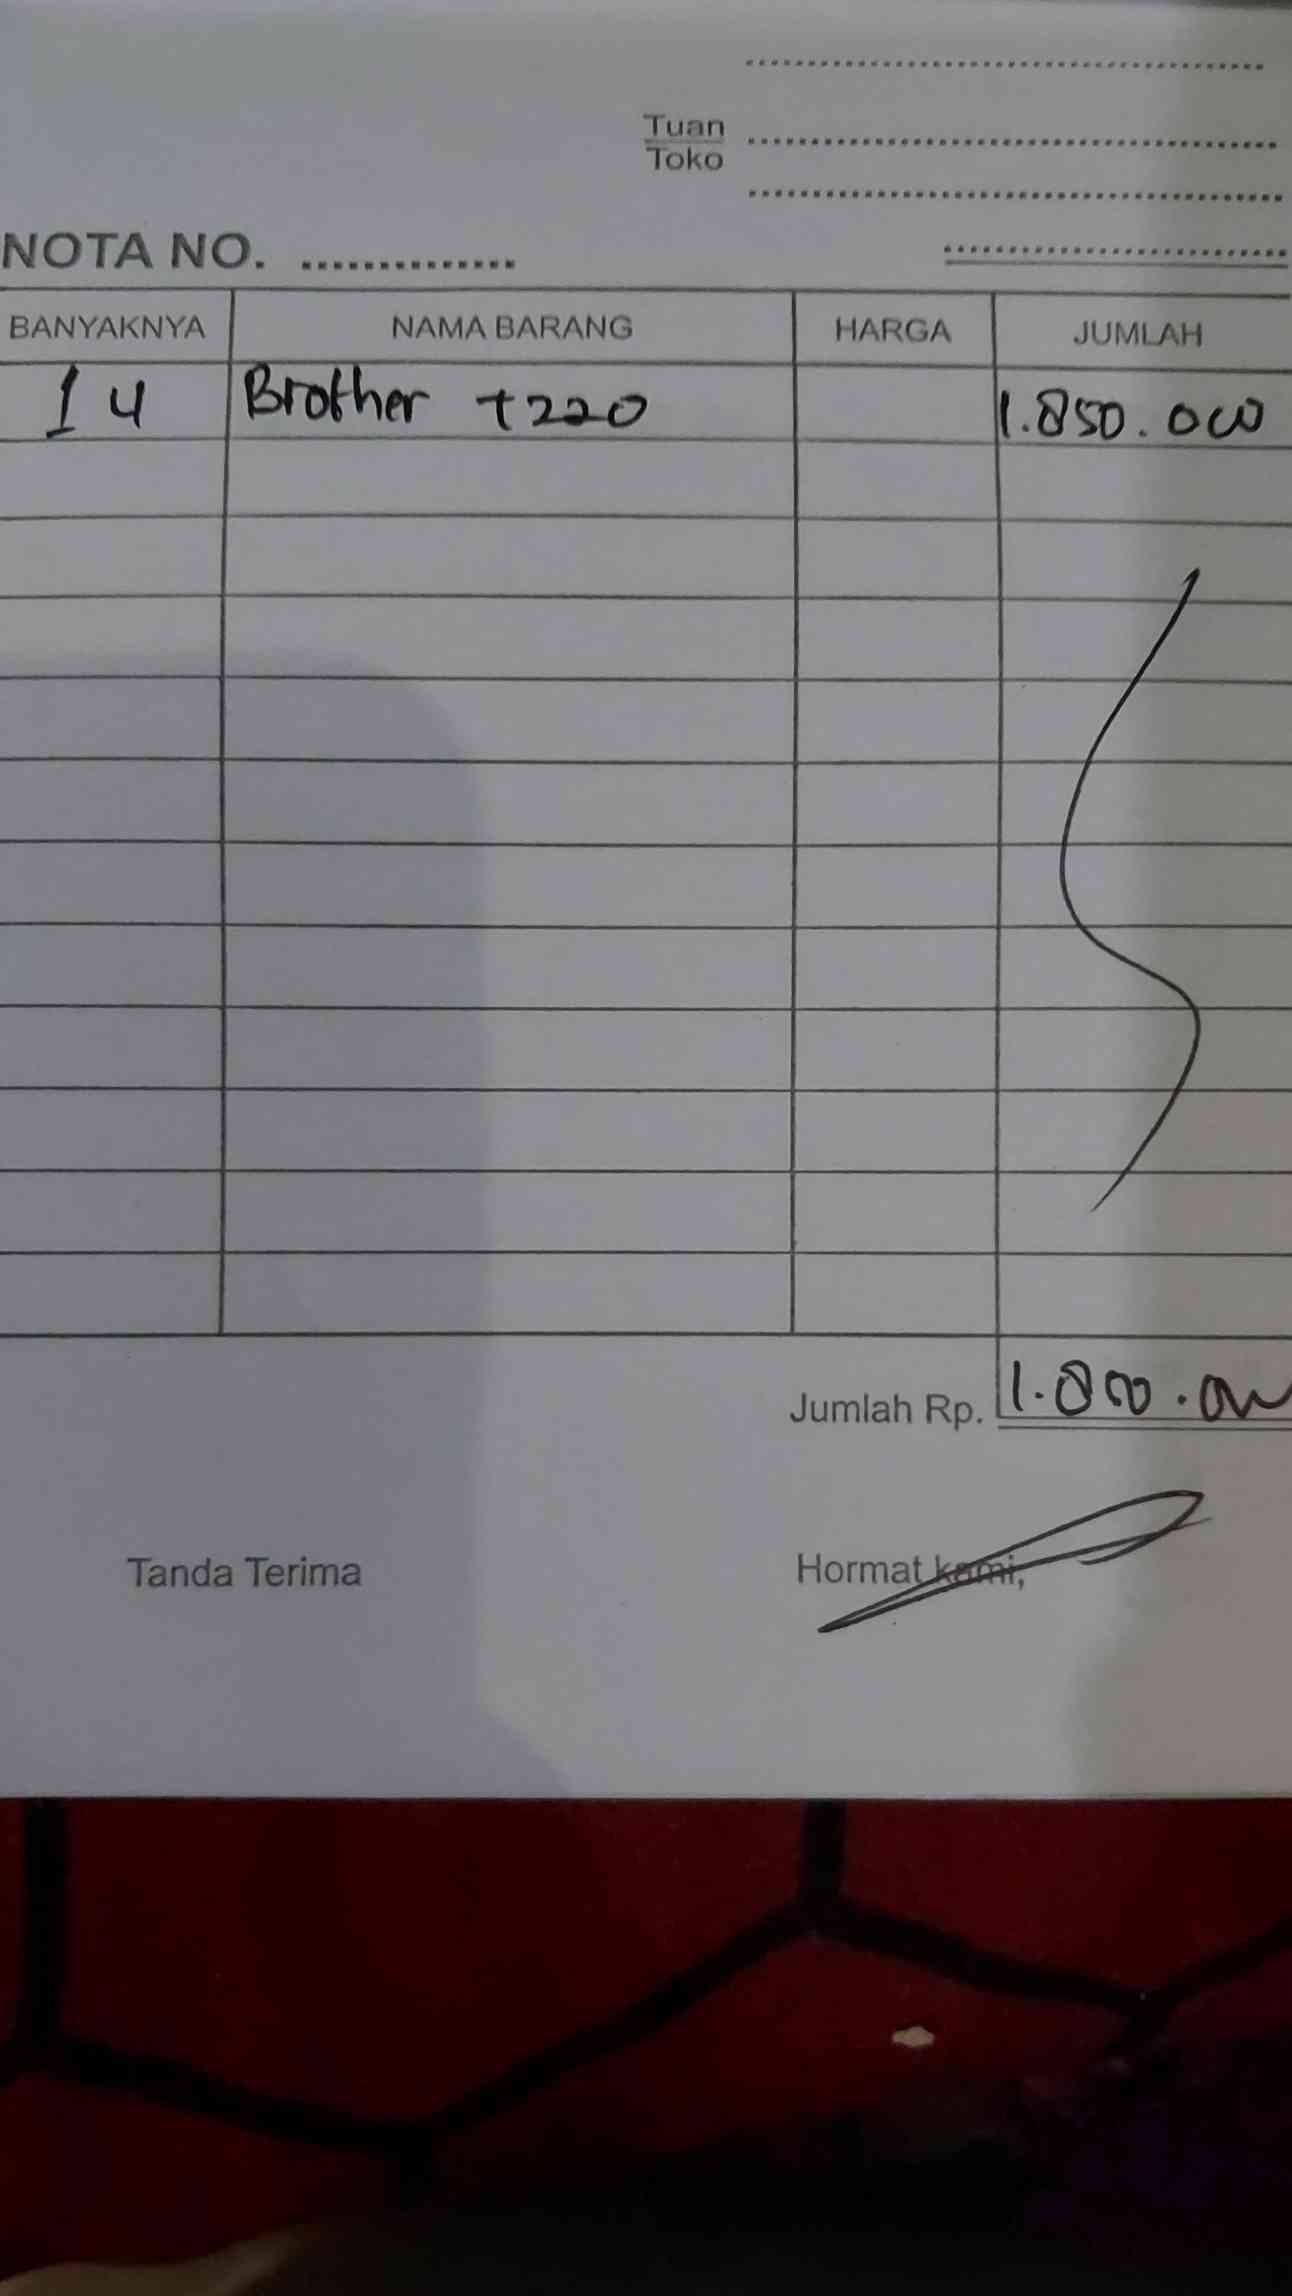 Tuan
Toko
NOTA NO.
BANYAKNYA NAMA BARANG HARGA JUMLAH
1 4 Brother T220 1.850.000
Jumlah Rp.
Tanda Terima Hormat kami,